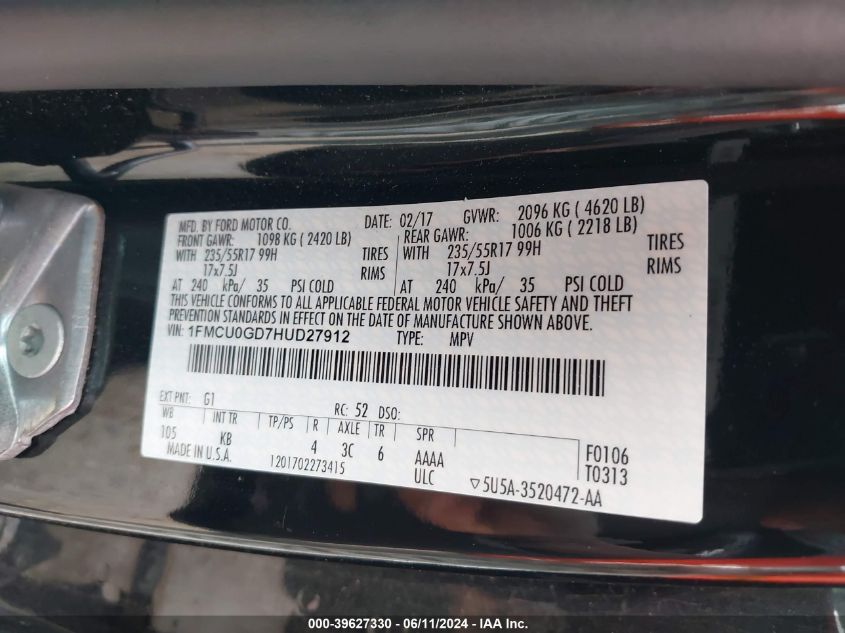 MFD. BY FORD MOTOR CO. DATE: 02/17 GVWR: 2096 KG ( 4620 LB)
FRONT GAWR: 1098 KG ( 2420 LB) REAR GAWR: 1006 KG ( 2218 LB)
WITH 235/55R17 99H TIRES WITH 235/55R17 99H TIRES
17x7.5J RIMS 17x7.5J RIMS
AT 240 kPa/ 35 PSI COLD AT 240 kPa/ 35 PSI COLD
THIS VEHICLE CONFORMS TO ALL APPLICABLE FEDERAL MOTOR VEHICLE SAFETY AND THEFT
PREVENTION STANDARDS IN EFFECT ON THE DATE OF MANUFACTURE SHOWN ABOVE.
VIN: 1FMCU0GD7HUD27912 TYPE: MPV
EXT PNT: G1 RC: 52 DSO:
WB INT TR TP/PS R AXLE TR SPR
105 KB 4 3C 6 AAAA F0106
MADE IN U.S.A. 1201702273415 ULC T0313
▽5U5A-3520472-AA
000-39627330 - 06/11/2024 - IAAI.com